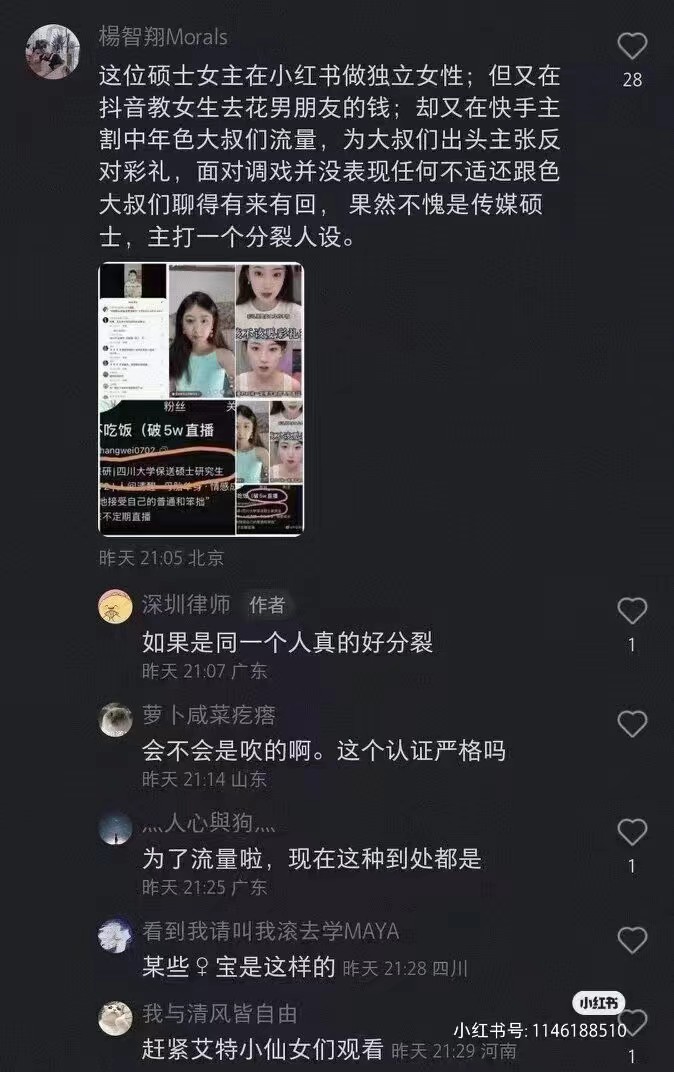 楊智翔Morals
这位硕士女主在小红书做独立女性；但又在
抖音教女生去花男朋友的钱；却又在快手主
割中年色大叔们流量，为大叔们出头主张反
对彩礼，面对调戏并没表现任何不适还跟色
大叔们聊得有来有回， 果然不愧是传媒硕
士，主打一个分裂人设。
28
粉丝
关
吃饭（破5w直播
hangwei0702
研|四川大学保送硕士研究生
他接受自己的普通和笨拙”
不定期直播
昨天 21:05 北京
深圳律师 作者
如果是同一个人真的好分裂
1
昨天 21:07 广东
萝卜咸菜疙瘩
会不会是吹的啊。这个认证严格吗
昨天 21:14 山东
灬人心與狗灬
为了流量啦，现在这种到处都是
1
昨天 21:25 广东
看到我请叫我滚去学MAYA
某些♀宝是这样的 昨天 21:28 四川
我与清风皆自由
小红书
小红书号: 1146188510
赶紧艾特小仙女们观看 昨天 21:29 河南
1